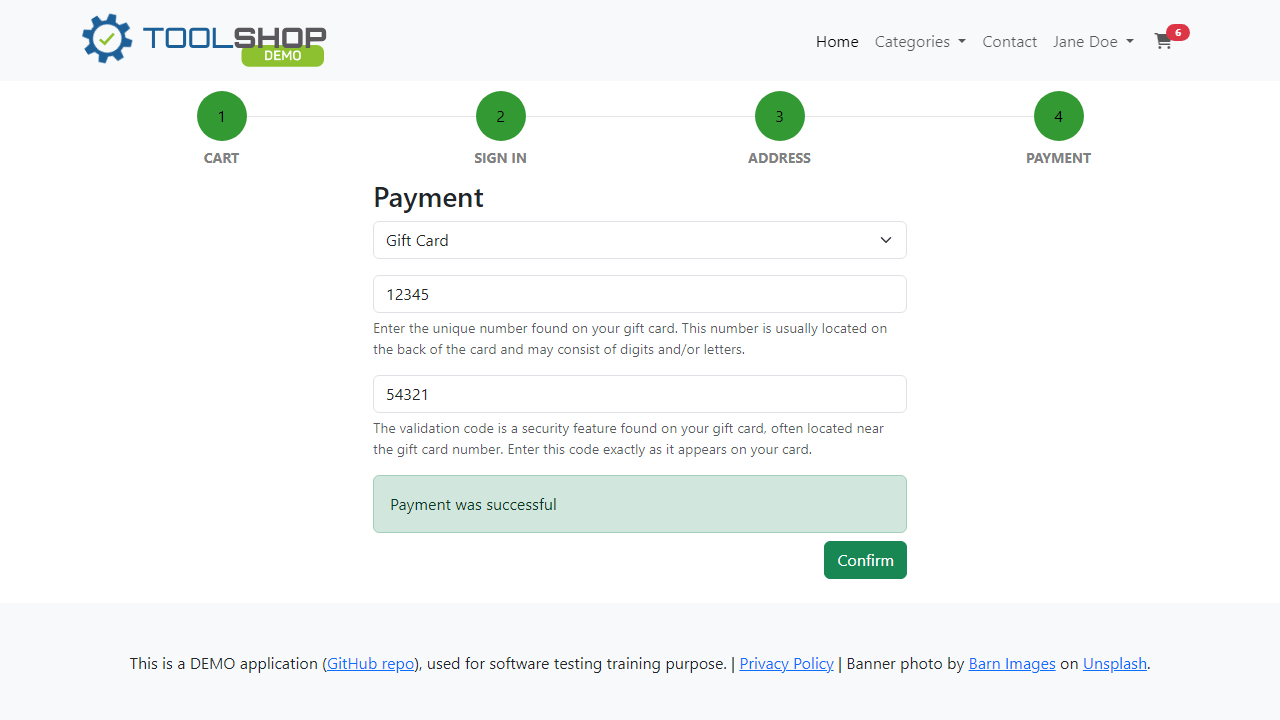 TOOLSHOP
DEMO
Home Categories Contact Jane Doe 6
1 2 3 4
CART SIGN IN ADDRESS PAYMENT
Payment
Gift Card
12345
Enter the unique number found on your gift card. This number is usually located on
the back of the card and may consist of digits and/or letters.
54321
The validation code is a security feature found on your gift card, often located near
the gift card number. Enter this code exactly as it appears on your card.
Payment was successful
Confirm
This is a DEMO application (GitHub repo), used for software testing training purpose. | Privacy Policy | Banner photo by Barn Images on Unsplash.